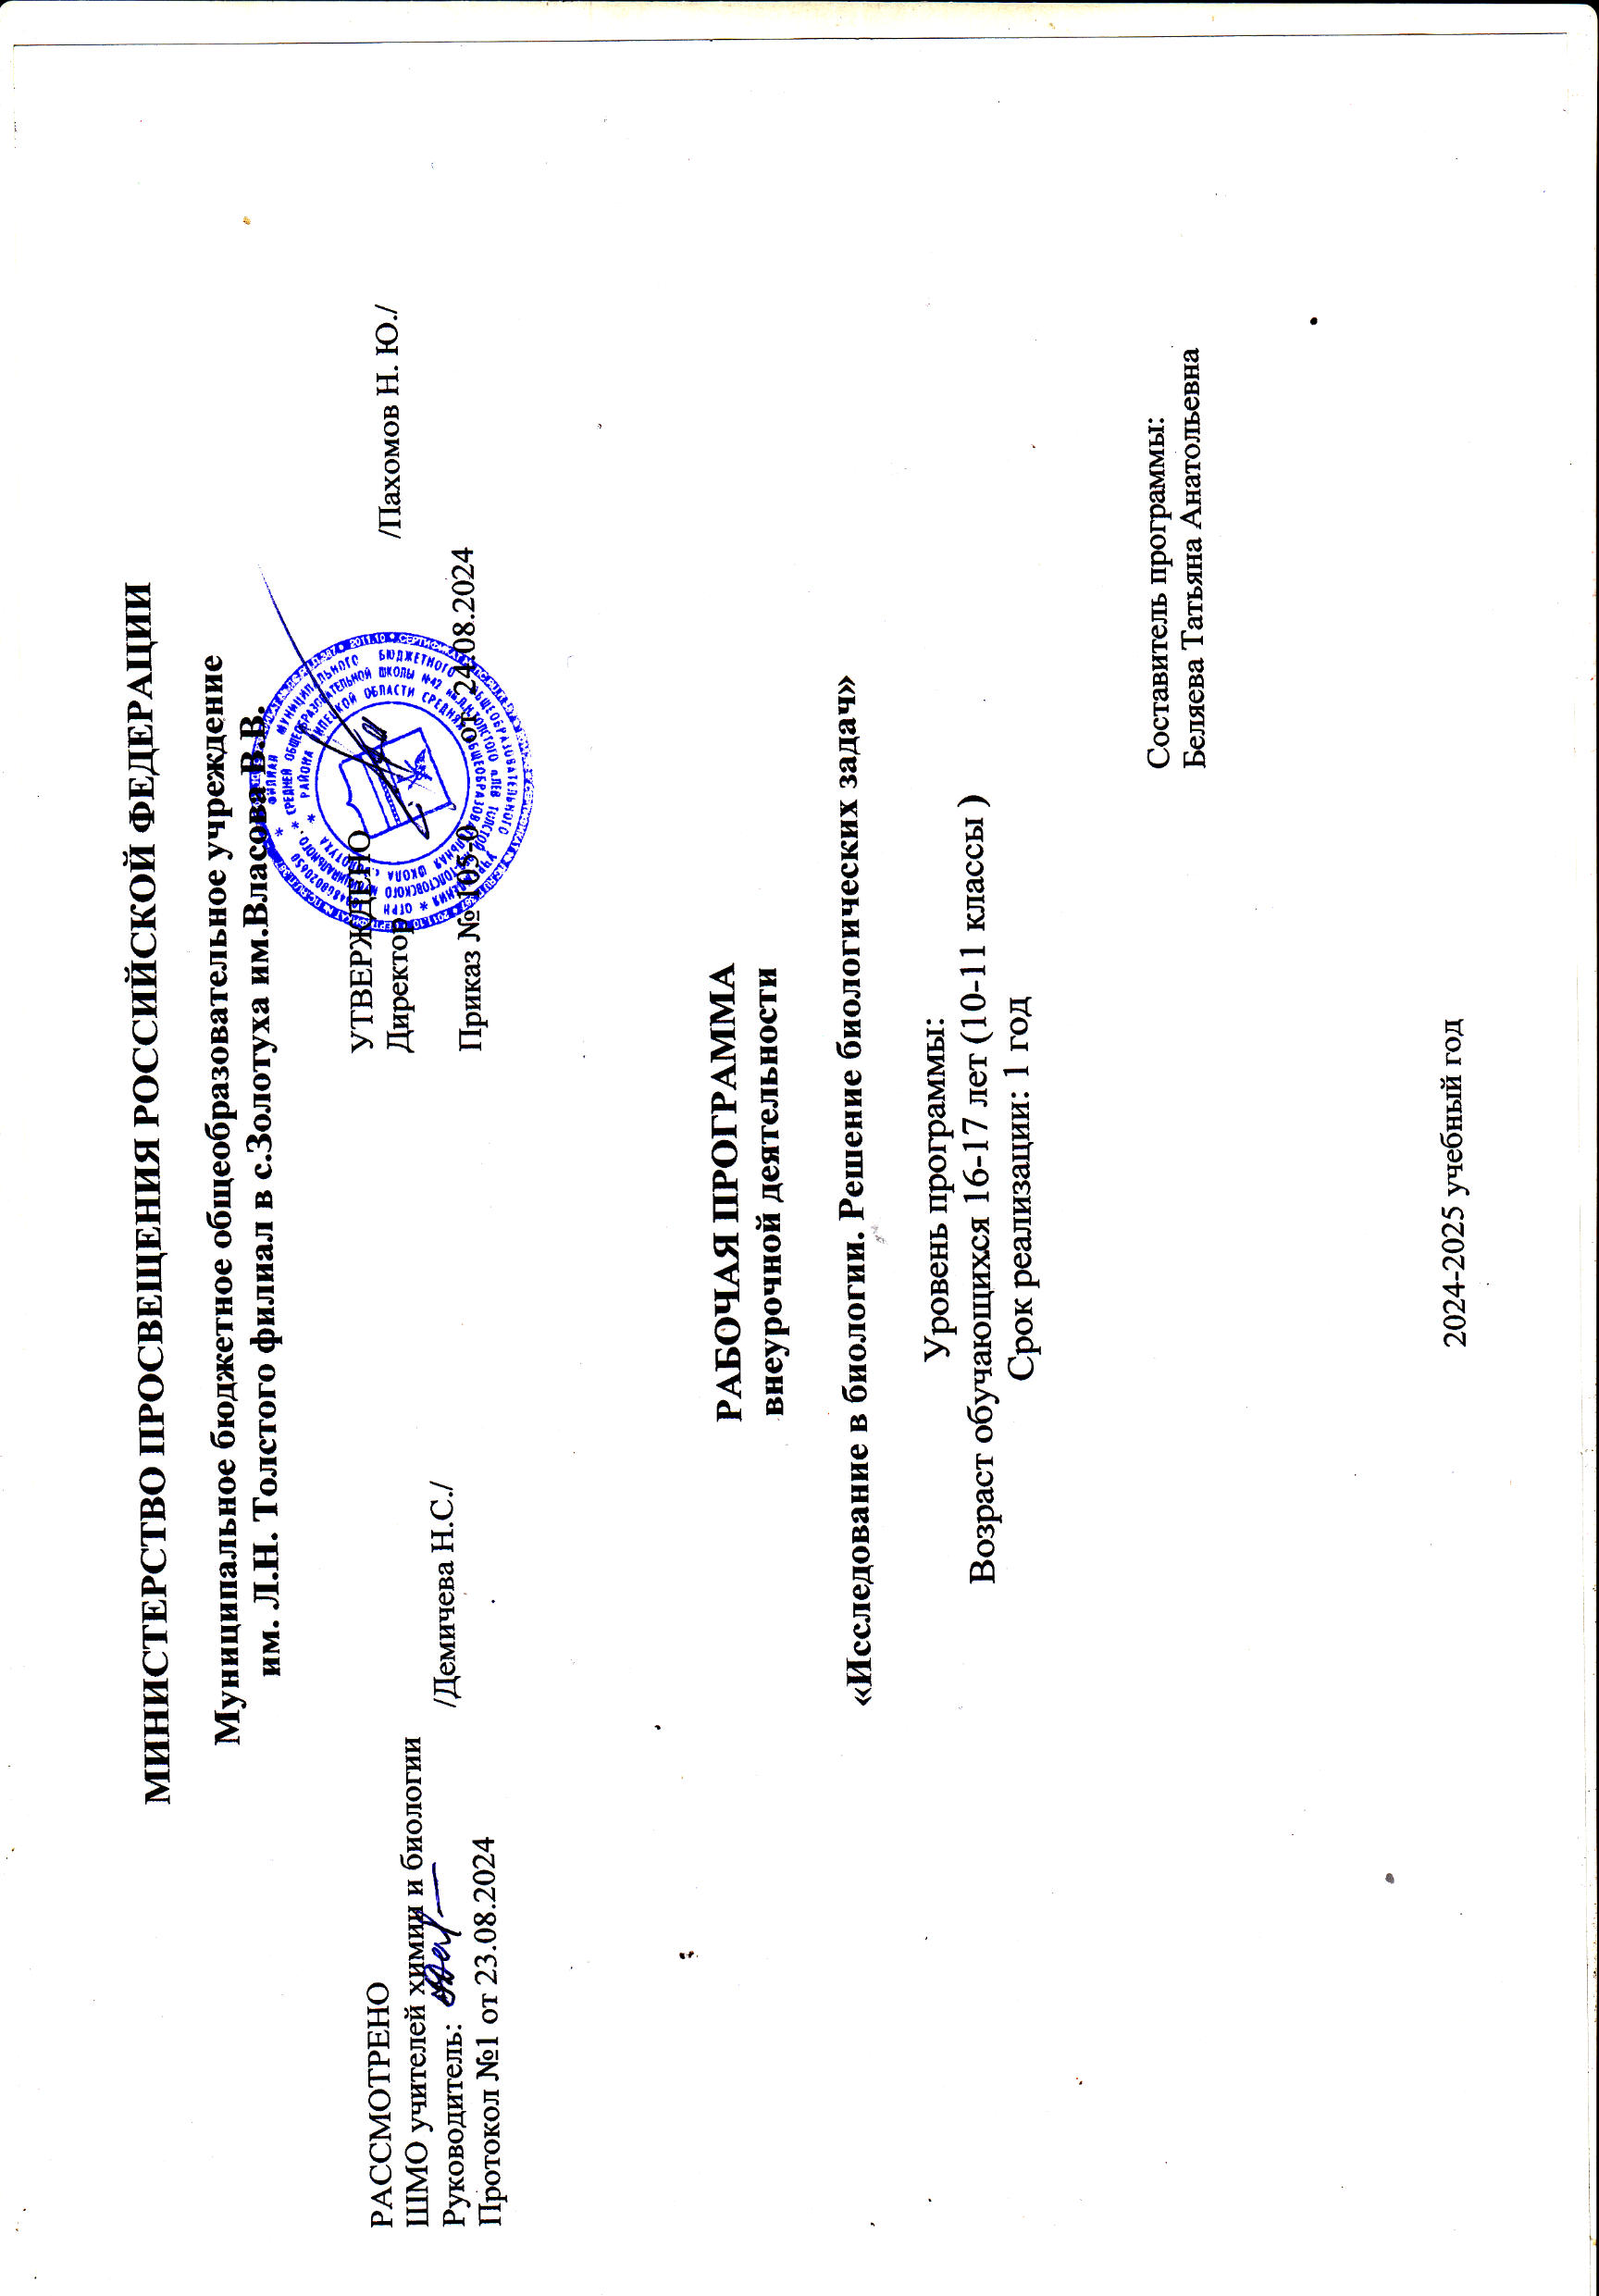 МИНИСТЕРСТВО ПРОСВЕЩЕНИЯ РОССИЙСКОЙ ФЕДЕРАЦИИ
Муниципальное бюджетное общеобразовательное учреждение
им. Л.Н. Толстого филиал в с.Золотуха им.Власова В.В.
РАССМОТРЕНО
ШМО учителей химии и биологии
Руководитель: /Демичева Н.С./
Протокол №1 от 23.08.2024
УТВЕРЖДЕНО
Директор /Пахомов Н. Ю./
Приказ № 105-0 от 24.08.2024
РАБОЧАЯ ПРОГРАММА
внеурочной деятельности
«Исследование в биологии. Решение биологических задач»
Уровень программы:
Возраст обучающихся 16-17 лет (10-11 классы )
Срок реализации: 1 год
Составитель программы:
Беляева Татьяна Анатольевна
2024-2025 учебный год